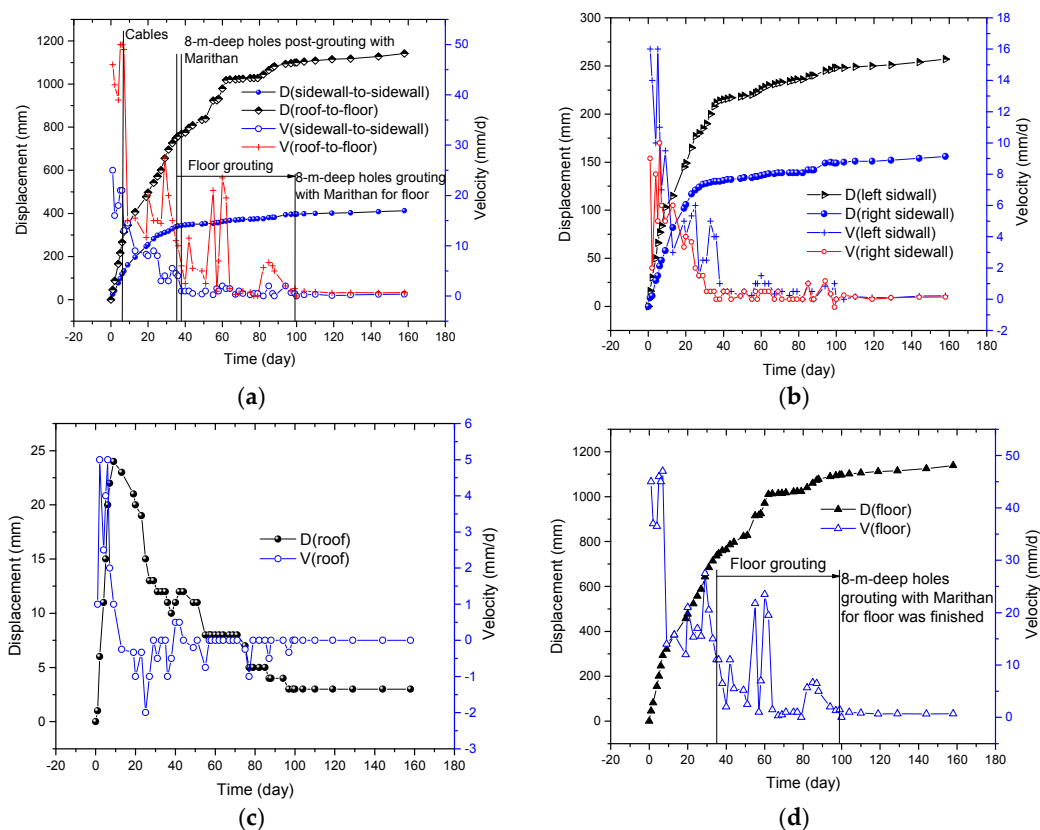 Cables
8-m-deep holes post-grouting with
Marithan
D(sidewall-to-sidewall)
D(roof-to-floor)
V(sidewall-to-sidewall)
V(roof-to-floor)
Floor grouting
8-m-deep holes grouting
with Marithan for floor
1200
1000
800
600
400
200
0
50
40
30
20
10
0
-20 0 20 40 60 80 100 120 140 160 180
Displacement (mm)
Velocity (mm/d)
Time (day)
(a)
300
250
200
150
100
50
0
18
16
14
12
10
8
6
4
2
0
-2
D(left sidwall)
D(right sidewall)
V(left sidwall)
V(right sidewall)
-20 0 20 40 60 80 100 120 140 160 180
Displacement (mm)
Velocity (mm/d)
Time (day)
(b)
25
20
15
10
5
0
6
5
4
3
2
1
0
-1
-2
-3
D(roof)
V(roof)
-20 0 20 40 60 80 100 120 140 160 180
Displacement (mm)
Velocity (mm/d)
Time (day)
(c)
1200
1000
800
600
400
200
0
50
40
30
20
10
0
D(floor)
V(floor)
Floor grouting
8-m-deep holes
grouting with Marithan
for floor was finished
-20 0 20 40 60 80 100 120 140 160 180
Displacement (mm)
Velocity (mm/d)
Time (day)
(d)